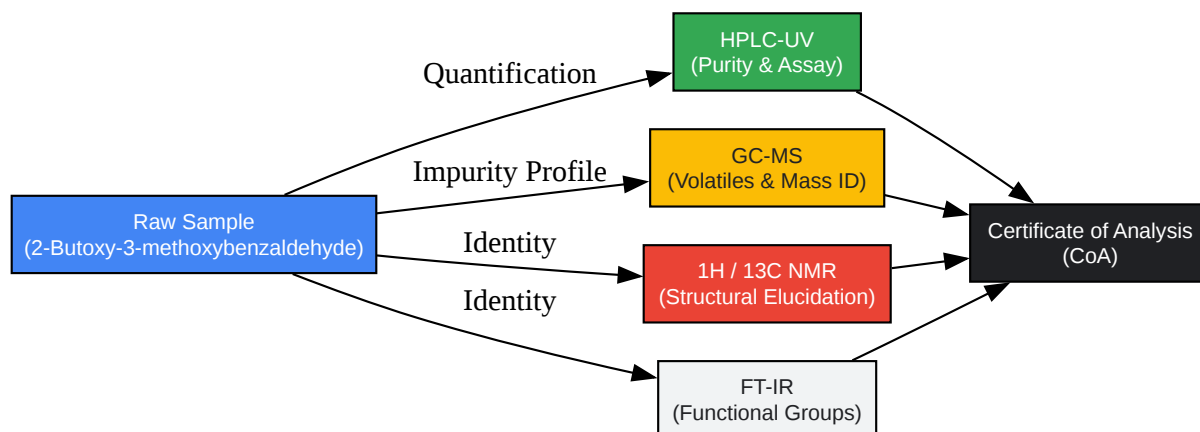 HPLC-UV
(Purity & Assay)
Quantification
GC-MS
(Volatiles & Mass ID)
Impurity Profile
Raw Sample
(2-Butoxy-3-methoxybenzaldehyde)
Certificate of Analysis
(CoA)
Identity
1H / 13C NMR
(Structural Elucidation)
Identity
FT-IR
(Functional Groups)